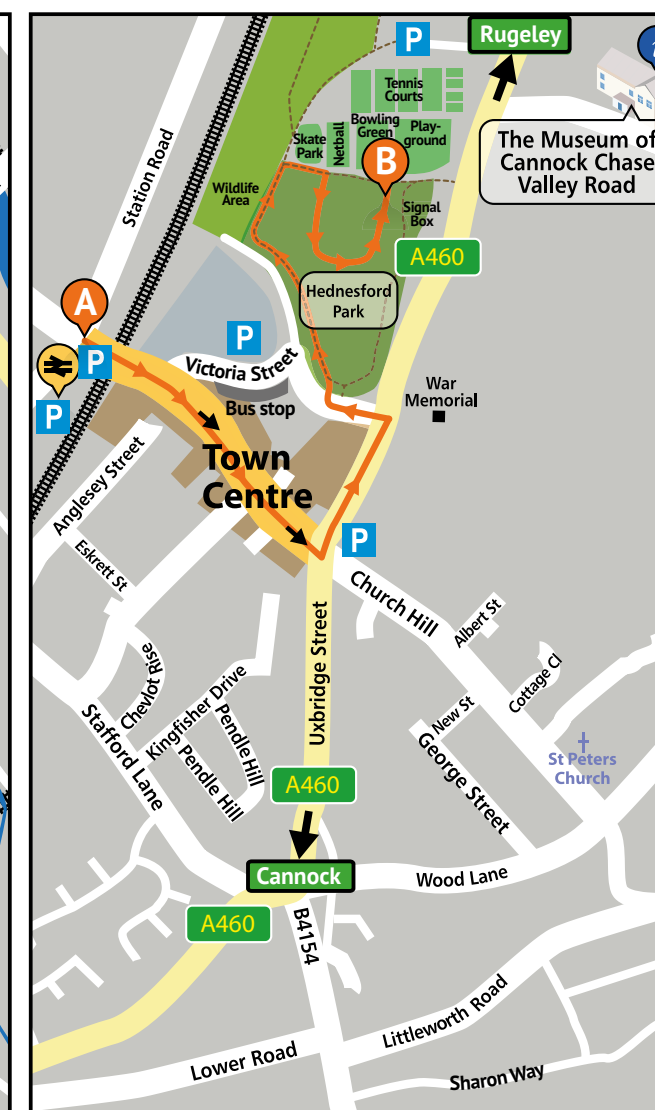 P
Rugeley
Tennis
Courts
Bowling
Green
Play-
ground
Skate
Park
Netball
B
The Museum of
Cannock Chase
Valley Road
Station Road
Wildlife
Area
Signal
Box
A460
Hednesford
Park
A
P
P
P
Victoria Street
Bus stop
War
Memorial
Town
Centre
Anglesey Street
Eskrett St
P
Church Hill
Albert St
Uxbridge Street
Chevlot Rise
Kingfisher Drive
Pendle Hill
Pendle Hill
Stafford Lane
Cottage Cl
New St
George Street
St Peters
Church
A460
Cannock
Wood Lane
A460
B4154
Littleworth Road
Lower Road
Sharon Way